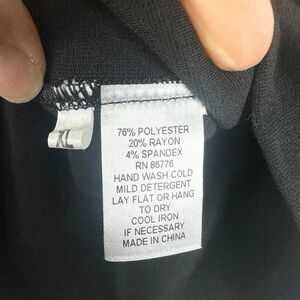 76% POLYESTER
20% RAYON
4% SPANDEX
RN 86776
HAND WASH COLD
MILD DETERGENT
LAY FLAT OR HANG
TO DRY
COOL IRON
IF NECESSARY
MADE IN CHINA